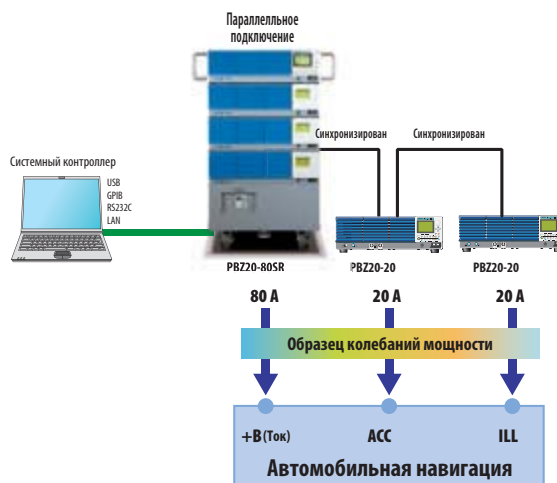 Параллелльное
подключение
Синхронизирован
Синхронизирован
Системный контроллер
USB
GPIB
RS232C
LAN
PBZ20-80SR
PBZ20-20
PBZ20-20
80 А
20 А
20 А
Образец колебаний мощности
+B (Ток)
ACC
ILL
Автомобильная навигация